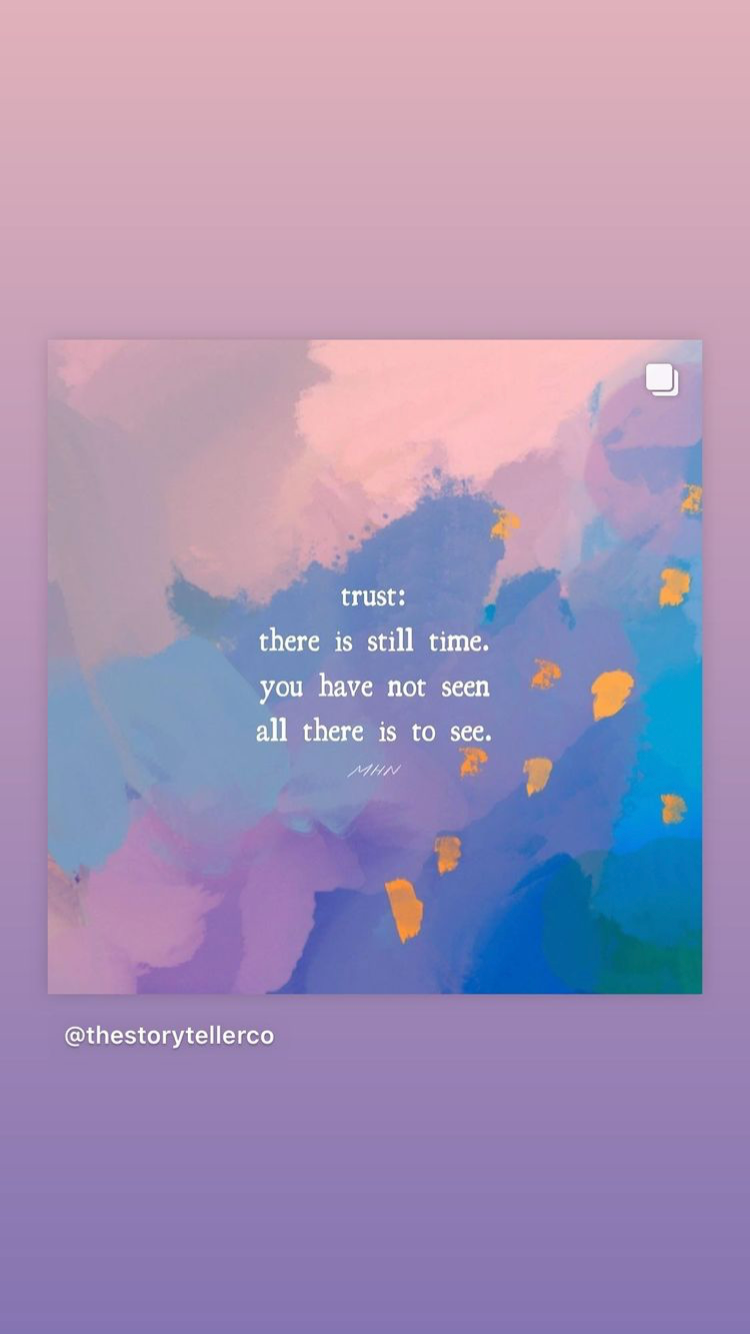 trust:
there is still time.
you have not seen
all there is to see.
MHN
@thestorytellerco